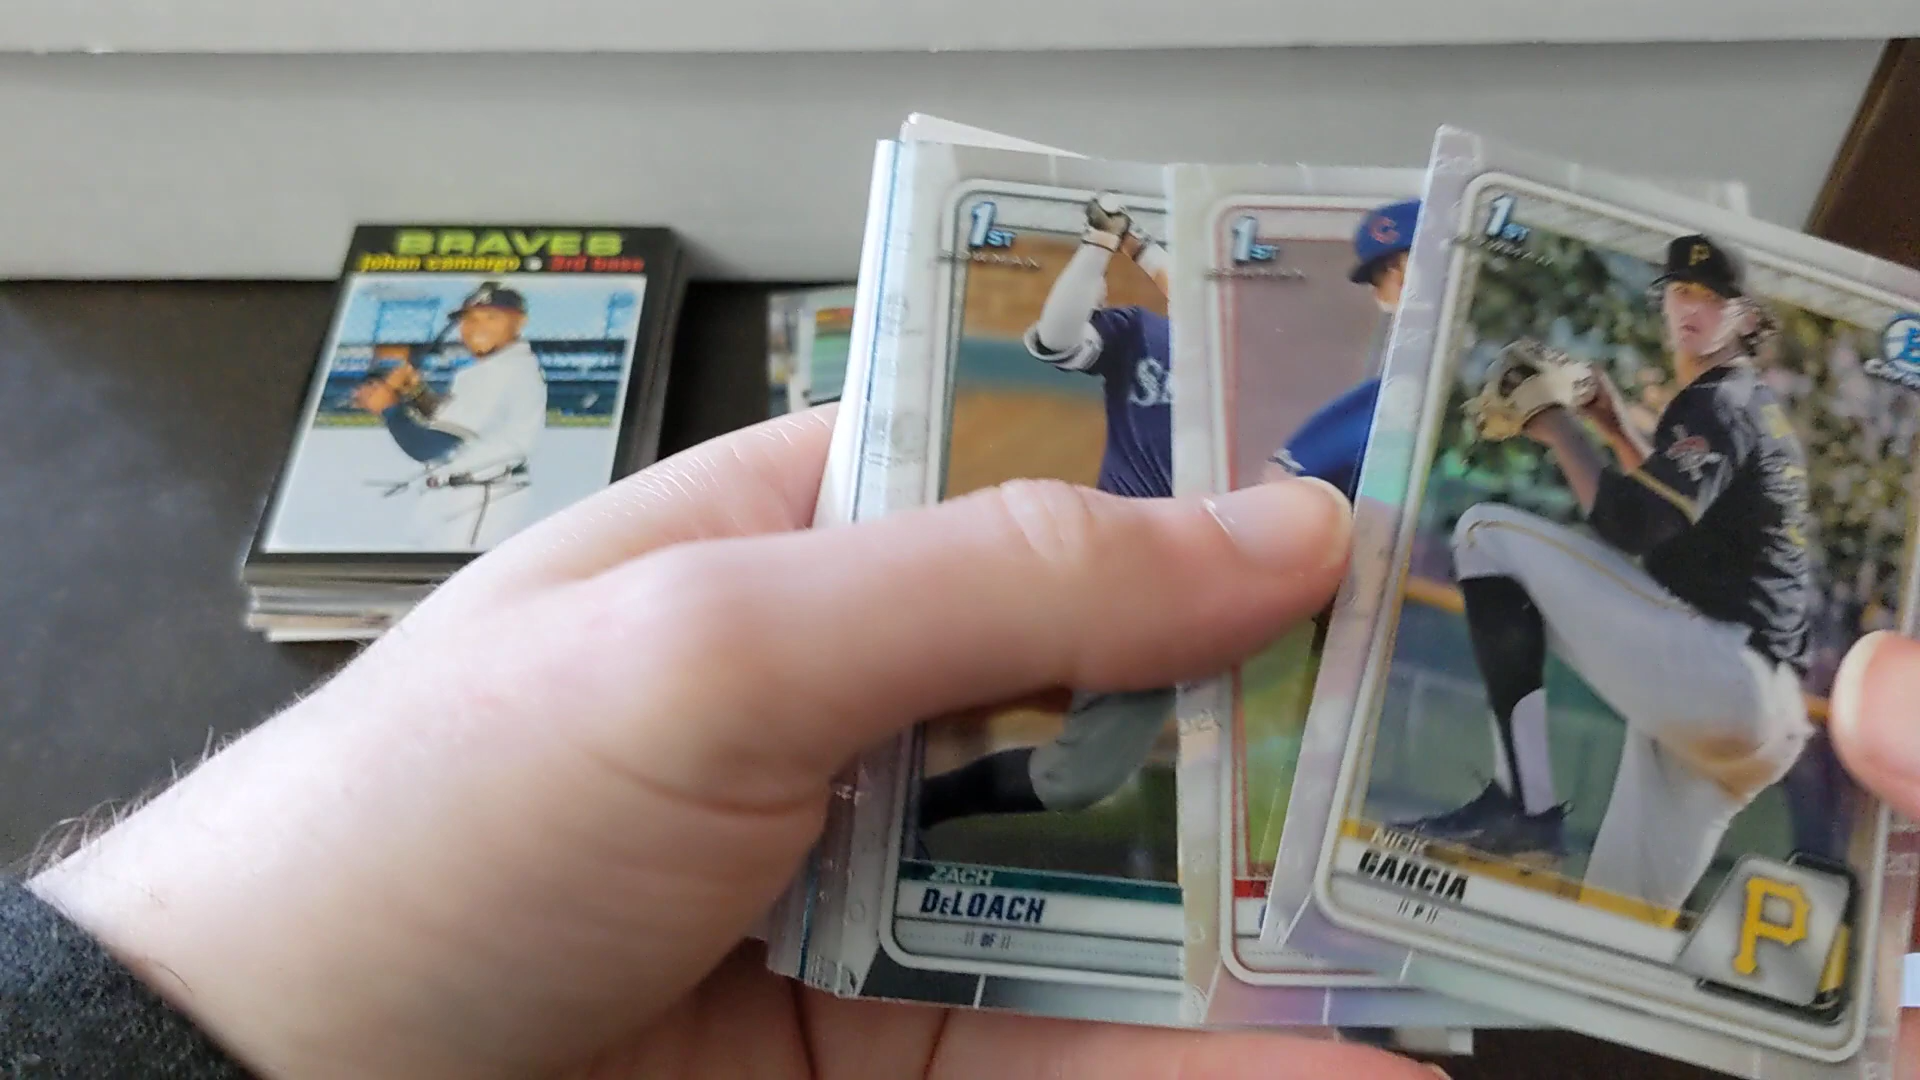 BRAVES
johan camargo • 3rd base
1ST
BOWMAN
ZACH
DeLOACH
|| OF ||
1ST
BOWMAN
C
1ST
BOWMAN
P
NICK
GARCIA
|| P ||
P